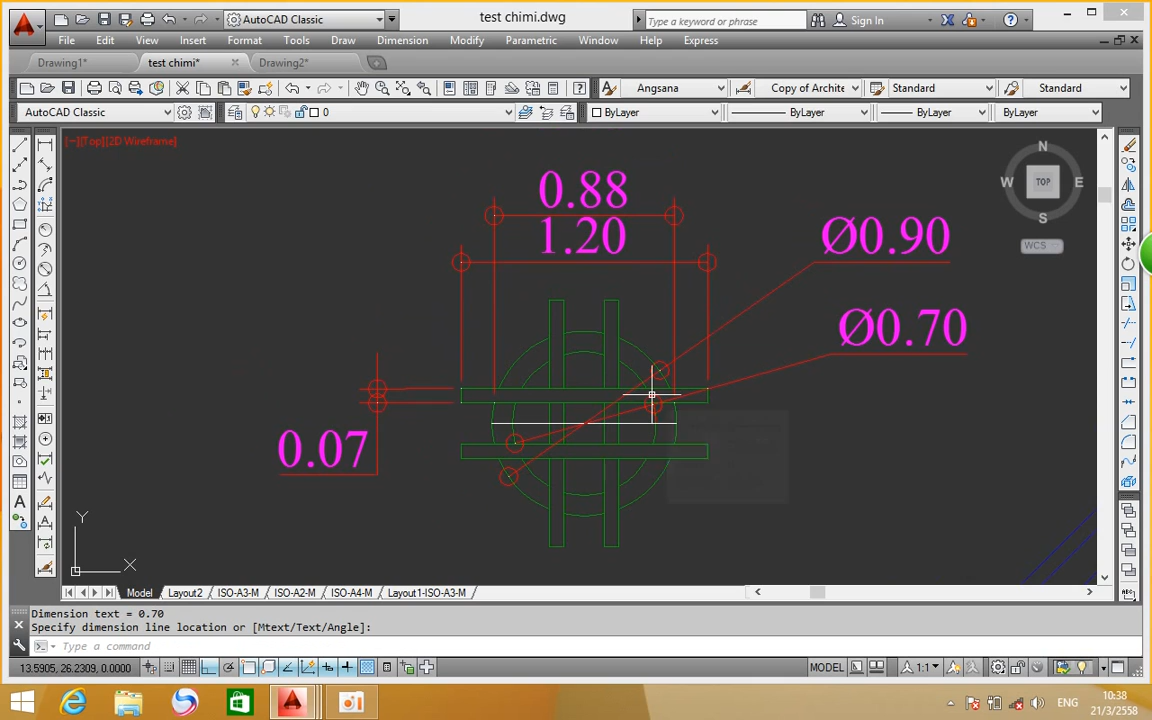 AutoCAD Classic
test chimi.dwg
Type a keyword or phrase
Sign In
File Edit View Insert Format Tools Draw Dimension Modify Parametric Window Help Express
Drawing1* test chimi* Drawing2*
Angsana Copy of Archite Standard Standard
AutoCAD Classic 0 ByLayer ByLayer ByLayer ByLayer
[−][Top][2D Wireframe]
N
W TOP E
S
WCS
0.88
1.20
Ø0.90
Ø0.70
0.07
Y
X
Model Layout2 ISO-A3-M ISO-A2-M ISO-A4-M Layout1-ISO-A3-M
Dimension text = 0.70
Specify dimension line location or [Mtext/Text/Angle]:
Type a command
13.5905, 26.2309, 0.0000 MODEL 1:1
ENG
10:38
21/3/2558